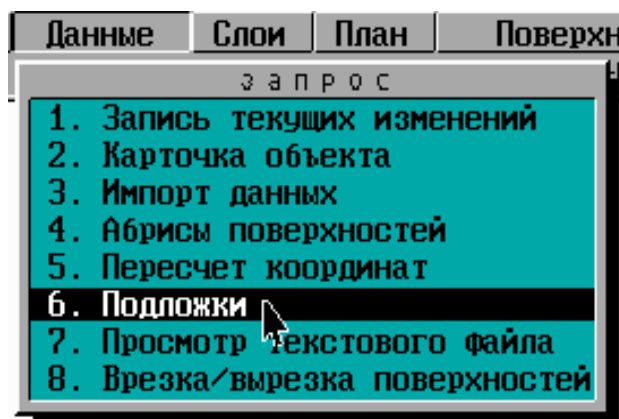 Данные Слои План Поверхн
запрос
1. Запись текущих изменений
2. Карточка объекта
3. Импорт данных
4. Абрисы поверхностей
5. Пересчет координат
6. Подложки
7. Просмотр текстового файла
8. Врезка/вырезка поверхностей